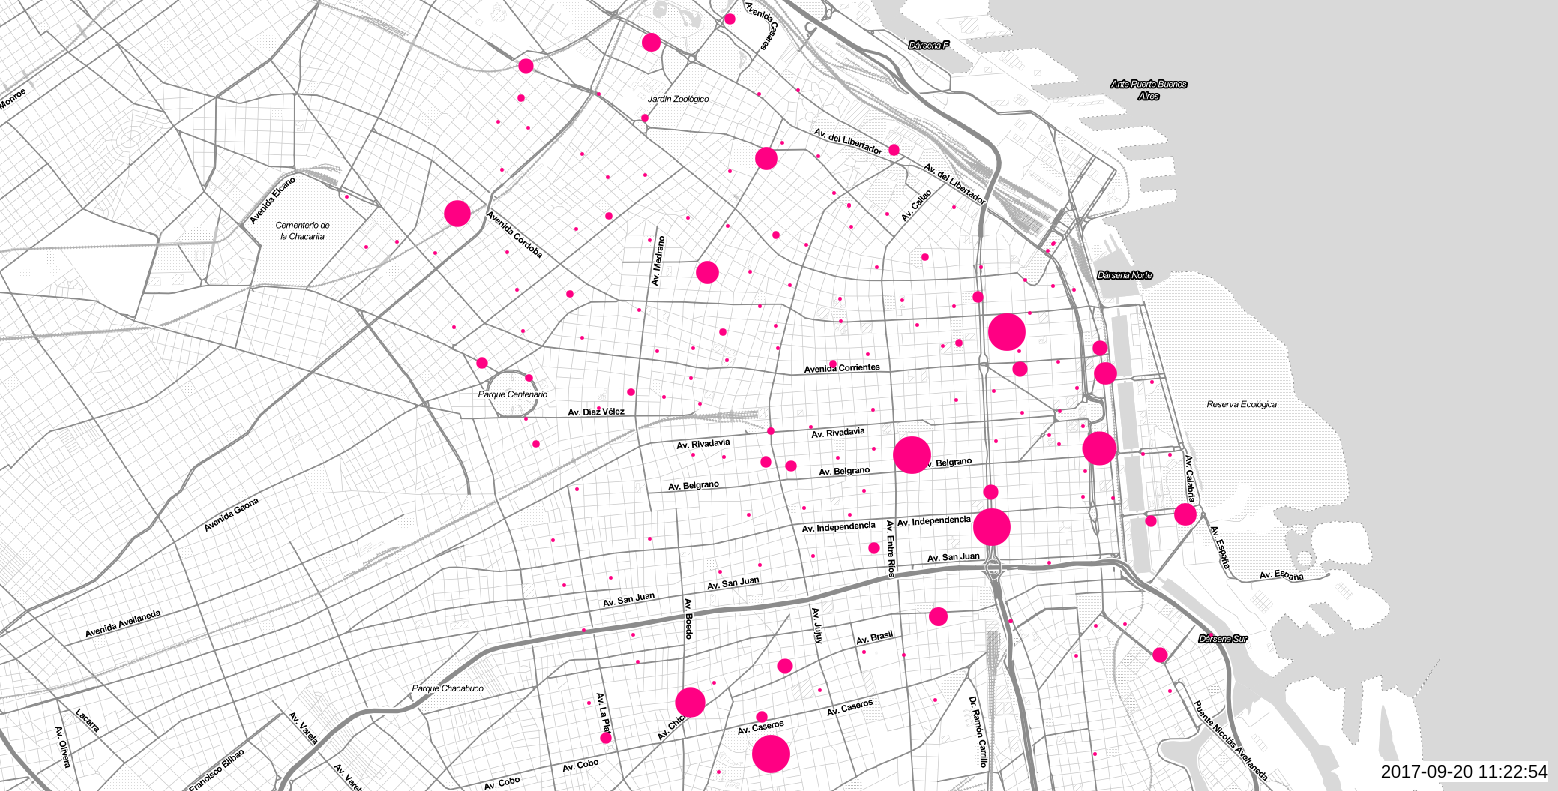 Avenida Casares
Dársena F
Monroe
Jardín Zoológico
Ante Puerto Buenos
Aires
Av. del Libertador
Av. del Libertador
Avenida Elcano
Av. Callao
Cementerio de
la Chacarita
Avenida Cordoba
Av. Medrano
Dársena Norte
Avenida Corrientes
Parque Centenario
Av. Díaz Vélez
Reserva Ecológica
Av. Rivadavia
Av. Rivadavia
Av. Belgrano
Av. Belgrano
Av. Belgrano
Av. Calabria
Avenida Gaona
Av. Independencia
Av. Independencia
Av. Entre Ríos
Av. España
Av. San Juan
Av. España
Av. San Juan
Av. San Juan
Avenida Avellaneda
Av. Boedo
Av. Jujuy
Av. Brasil
Dársena Sur
Parque Chacabuco
Av. La Plata
Av. Caseros
Av. Caseros
Dr. Ramón Carrillo
Puente Nicolás Avellaneda
Lacarra
Av. Olivera
Av. Varela
Francisco Bilbao
Av. Cobo
Av. Cobo
2017-09-20 11:22:54